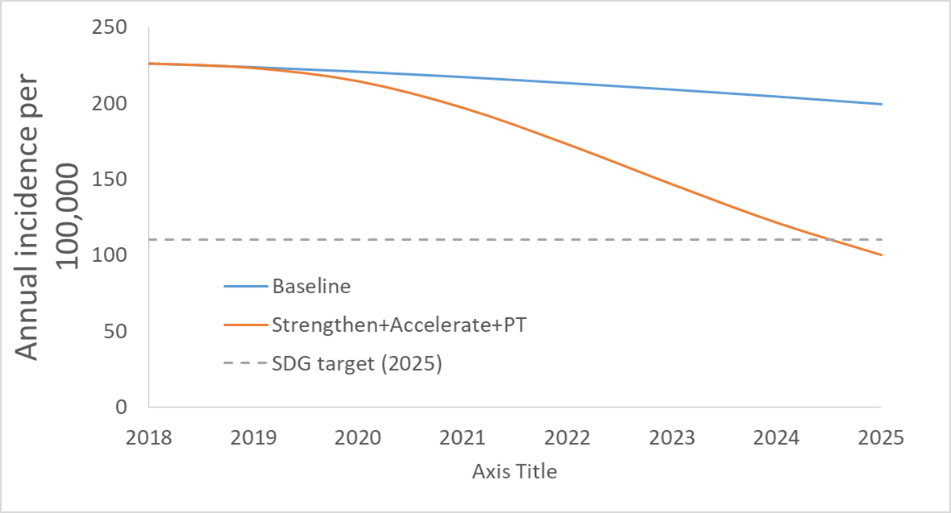 Annual incidence per
100,000
250
200
150
100
50
0
Baseline
Strengthen+Accelerate+PT
SDG target (2025)
2018 2019 2020 2021 2022 2023 2024 2025
Axis Title